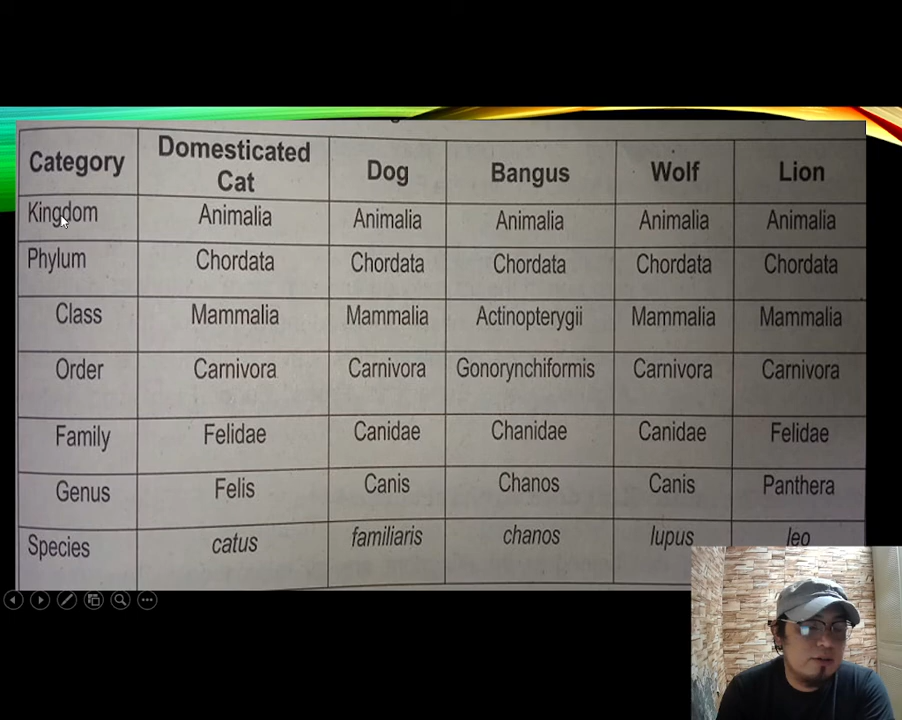 Category Domesticated Cat Dog Bangus Wolf Lion
Kingdom Animalia Animalia Animalia Animalia Animalia
Phylum Chordata Chordata Chordata Chordata Chordata
Class Mammalia Mammalia Actinopterygii Mammalia Mammalia
Order Carnivora Carnivora Gonorynchiformis Carnivora Carnivora
Family Felidae Canidae Chanidae Canidae Felidae
Genus Felis Canis Chanos Canis Panthera
Species catus familiaris chanos lupus leo